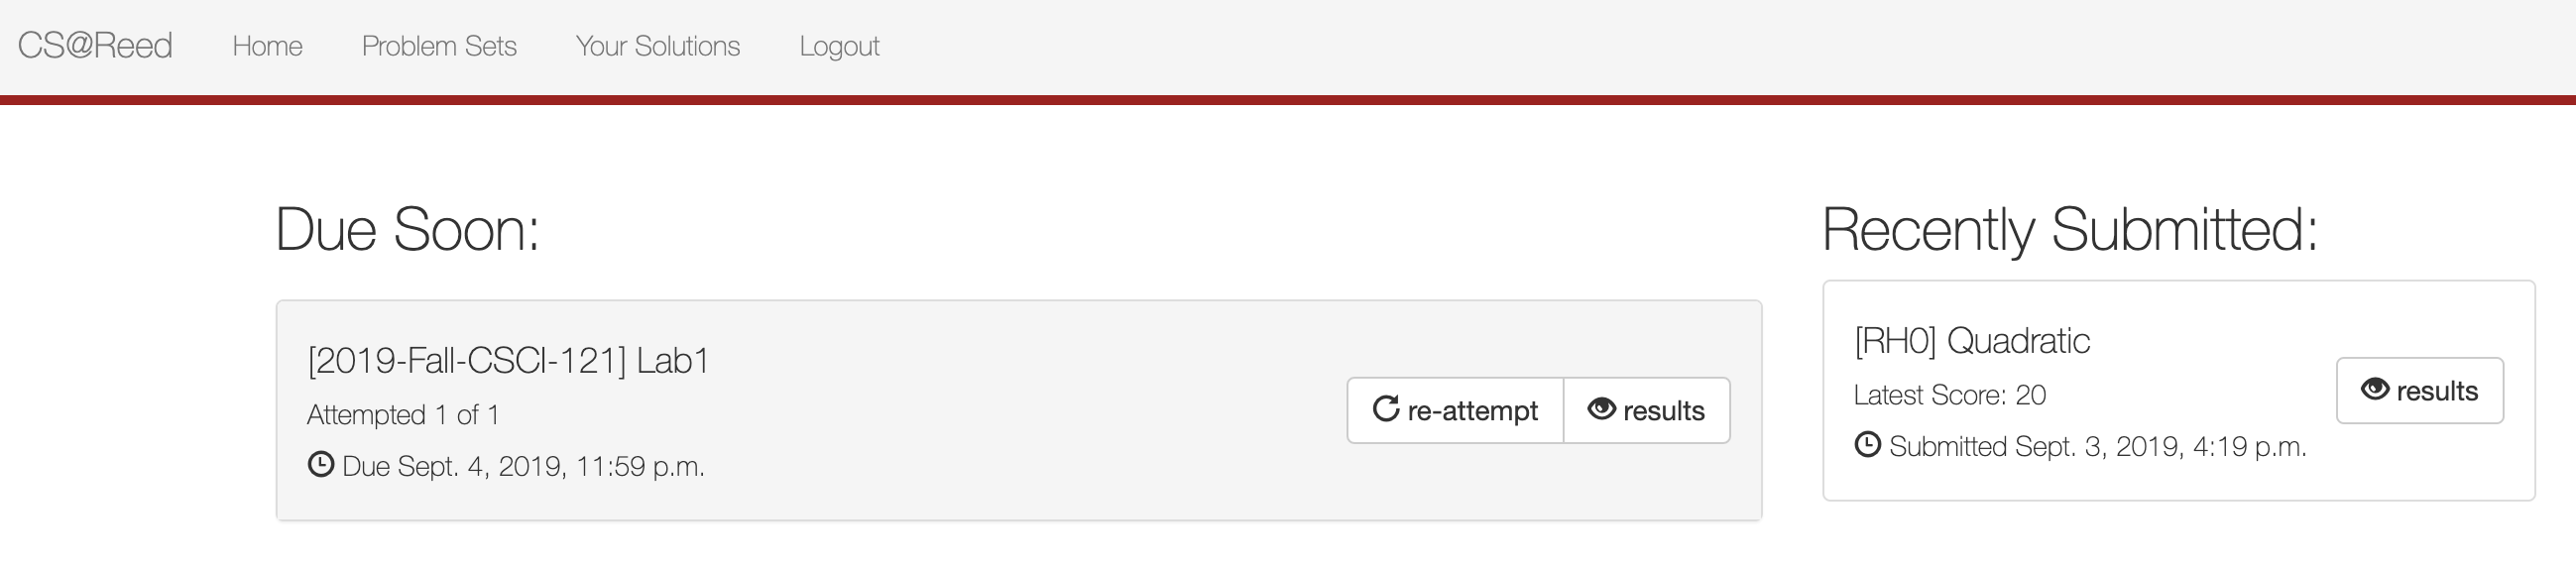 CS@Reed Home Problem Sets Your Solutions Logout
Due Soon:
[2019-Fall-CSCI-121] Lab1
Attempted 1 of 1
Due Sept. 4, 2019, 11:59 p.m.
re-attempt results
Recently Submitted:
[RH0] Quadratic
Latest Score: 20
Submitted Sept. 3, 2019, 4:19 p.m.
results